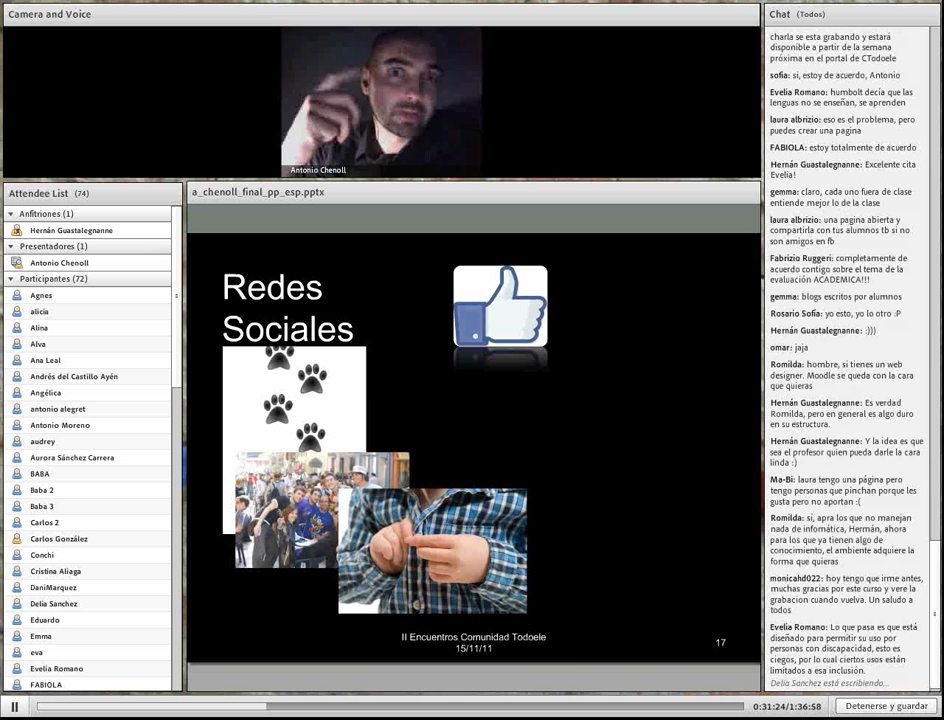 Camera and Voice
Antonio Chenoll
Attendee List (74)
Anfitriones (1)
Hernán Guastalegnanne
Presentadores (1)
Antonio Chenoll
Participantes (72)
Agnes
alicia
Alina
Alva
Ana Leal
Andrés del Castillo Ayén
Angélica
antonio alegret
Antonio Moreno
audrey
Aurora Sánchez Carrera
BABA
Baba 2
Baba 3
Carlos 2
Carlos González
Conchi
Cristina Aliaga
DaniMarquez
Delia Sanchez
Eduardo
Emma
eva
Evelia Romano
FABIOLA
a_chenoll_final_pp_esp.pptx
Redes
Sociales
II Encuentros Comunidad Todoele
15/11/11
17
Chat (Todos)
charla se esta grabando y estará
disponible a partir de la semana
próxima en el portal de CTodoele
sofia: si, estoy de acuerdo, Antonio
Evelia Romano: humbolt decía que las
lenguas no se enseñan, se aprenden
laura albrizio: eso es el problema, pero
puedes crear una pagina
FABIOLA: estoy totalmente de acuerdo
Hernán Guastalegnanne: Excelente cita
Evelia!
gemma: claro, cada uno fuera de clase
entiende mejor lo de la clase
laura albrizio: una pagina abierta y
compartirla con tus alumnos tb si no
son amigos en fb
Fabrizio Ruggeri: completamente de
acuerdo contigo sobre el tema de la
evaluación ACADEMICA!!!
gemma: blogs escritos por alumnos
Rosario Sofía: yo esto, yo lo otro :P
Hernán Guastalegnanne: :)))
omar: jaja
Romilda: hombre, si tienes un web
designer. Moodle se queda con la cara
que quieras
Hernán Guastalegnanne: Es verdad
Romilda, pero en general es algo duro
en su estructura.
Hernán Guastalegnanne: Y la idea es que
sea el profesor quien pueda darle la cara
linda :)
Ma-Bi: laura tengo una página pero
tengo personas que pinchan porque les
gusta pero no aportan :(
Romilda: sí, apra los que no manejan
nada de infomática, Hermán, ahora
para los que ya tienen algo de
conocimiento, el ambiente adquiere la
forma que quieras
monicahd022: hoy tengo que irme antes,
muchas gracias por este curso y vere la
grabacion cuando vuelva. Un saludo a
todos
Evelia Romano: Lo que pasa es que está
diseñado para permitir su uso por
personas con discapacidad, esto es
ciegos, por lo cual ciertos usos están
limitados a esa inclusión.
Delia Sanchez está escribiendo...
0:31:24/1:36:58
Detenerse y guardar